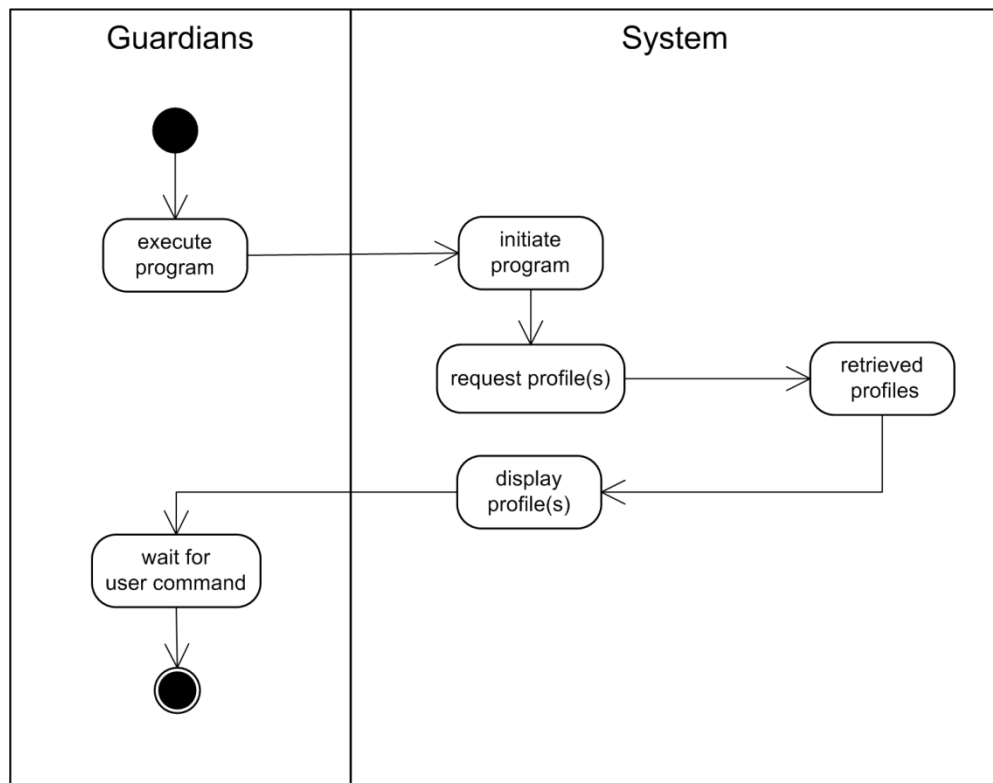 Guardians
System
execute
program
initiate
program
request profile(s)
retrieved
profiles
display
profile(s)
wait for
user command